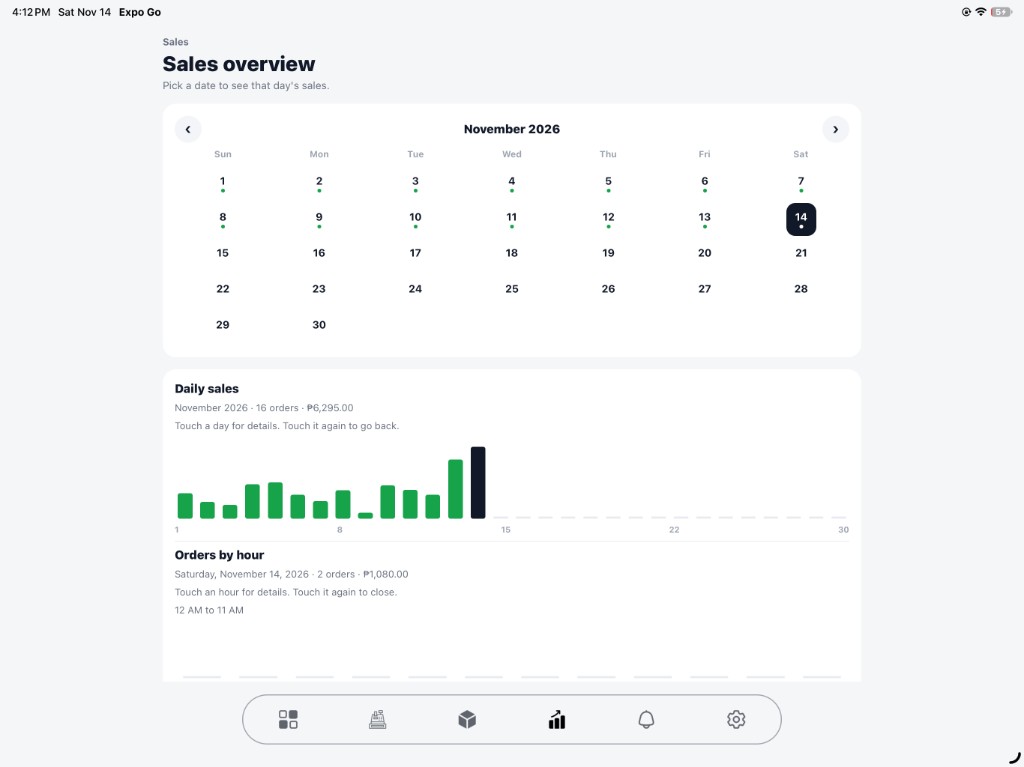 4:12 PM Sat Nov 14 Expo Go
5
Sales
Sales overview
Pick a date to see that day's sales.
‹ November 2026 ›
Sun Mon Tue Wed Thu Fri Sat
1 2 3 4 5 6 7
8 9 10 11 12 13 14
15 16 17 18 19 20 21
22 23 24 25 26 27 28
29 30
Daily sales
November 2026 · 16 orders · ₱6,295.00
Touch a day for details. Touch it again to go back.
1 8 15 22 30
Orders by hour
Saturday, November 14, 2026 · 2 orders · ₱1,080.00
Touch an hour for details. Touch it again to close.
12 AM to 11 AM